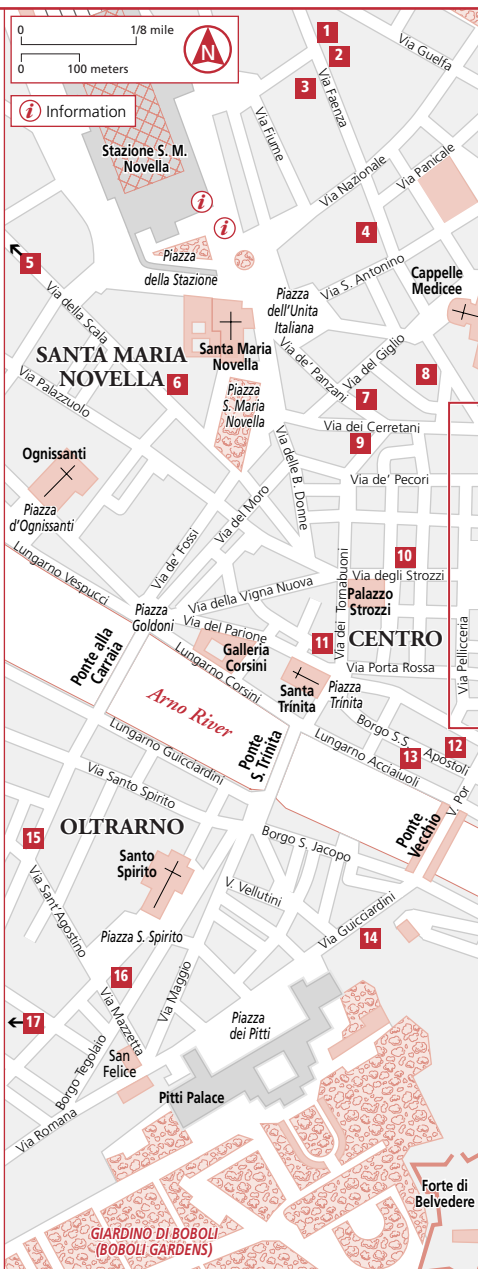 0 1/8 mile
0 100 meters
N
i Information
1
2
3
Via Guelfa
Via Faenza
Via Fiume
Stazione S. M.
Novella
Via Nazionale
Via Panicale
i
i
4
5
Piazza
della Stazione
Via S. Antonino
Cappelle
Medicee
Via della Scala
Piazza
dell'Unita
Italiana
SANTA MARIA
NOVELLA
6
Santa Maria
Novella
Via de' Panzani
Via del Giglio
8
7
Via Palazzuolo
Piazza
S. Maria
Novella
Via dei Cerretani
9
Ognissanti
Via delle B. Donne
Via de' Pecori
Piazza
d'Ognissanti
Via del Moro
Via de' Fossi
10
Via degli Strozzi
Lungarno Vespucci
Via della Vigna Nuova
Via dei Tornabuoni
Palazzo
Strozzi
Piazza
Goldoni
Via del Parione
11
CENTRO
Via Pellicceria
Ponte alla
Carraia
Galleria
Corsini
Lungarno Corsini
Via Porta Rossa
Santa
Trínita
Piazza
Trínita
Arno River
Borgo S.S. Apostoli
12
13
Lungarno Guicciardini
Ponte
S. Trinita
Lungarno Acciaiuoli
V. Por
Via Santo Spirito
OLTRARNO
15
Borgo S. Jacopo
Ponte
Vecchio
Santo
Spirito
V. Vellutini
Via Sant' Agostino
Piazza S. Spirito
Via Guicciardini
14
16
Via Maggio
Piazza
dei Pitti
17
Via Mazzetta
Borgo Tegolaio
San
Felice
Pitti Palace
Via Romana
Forte di
Belvedere
GIARDINO DI BOBOLI
(BOBOLI GARDENS)